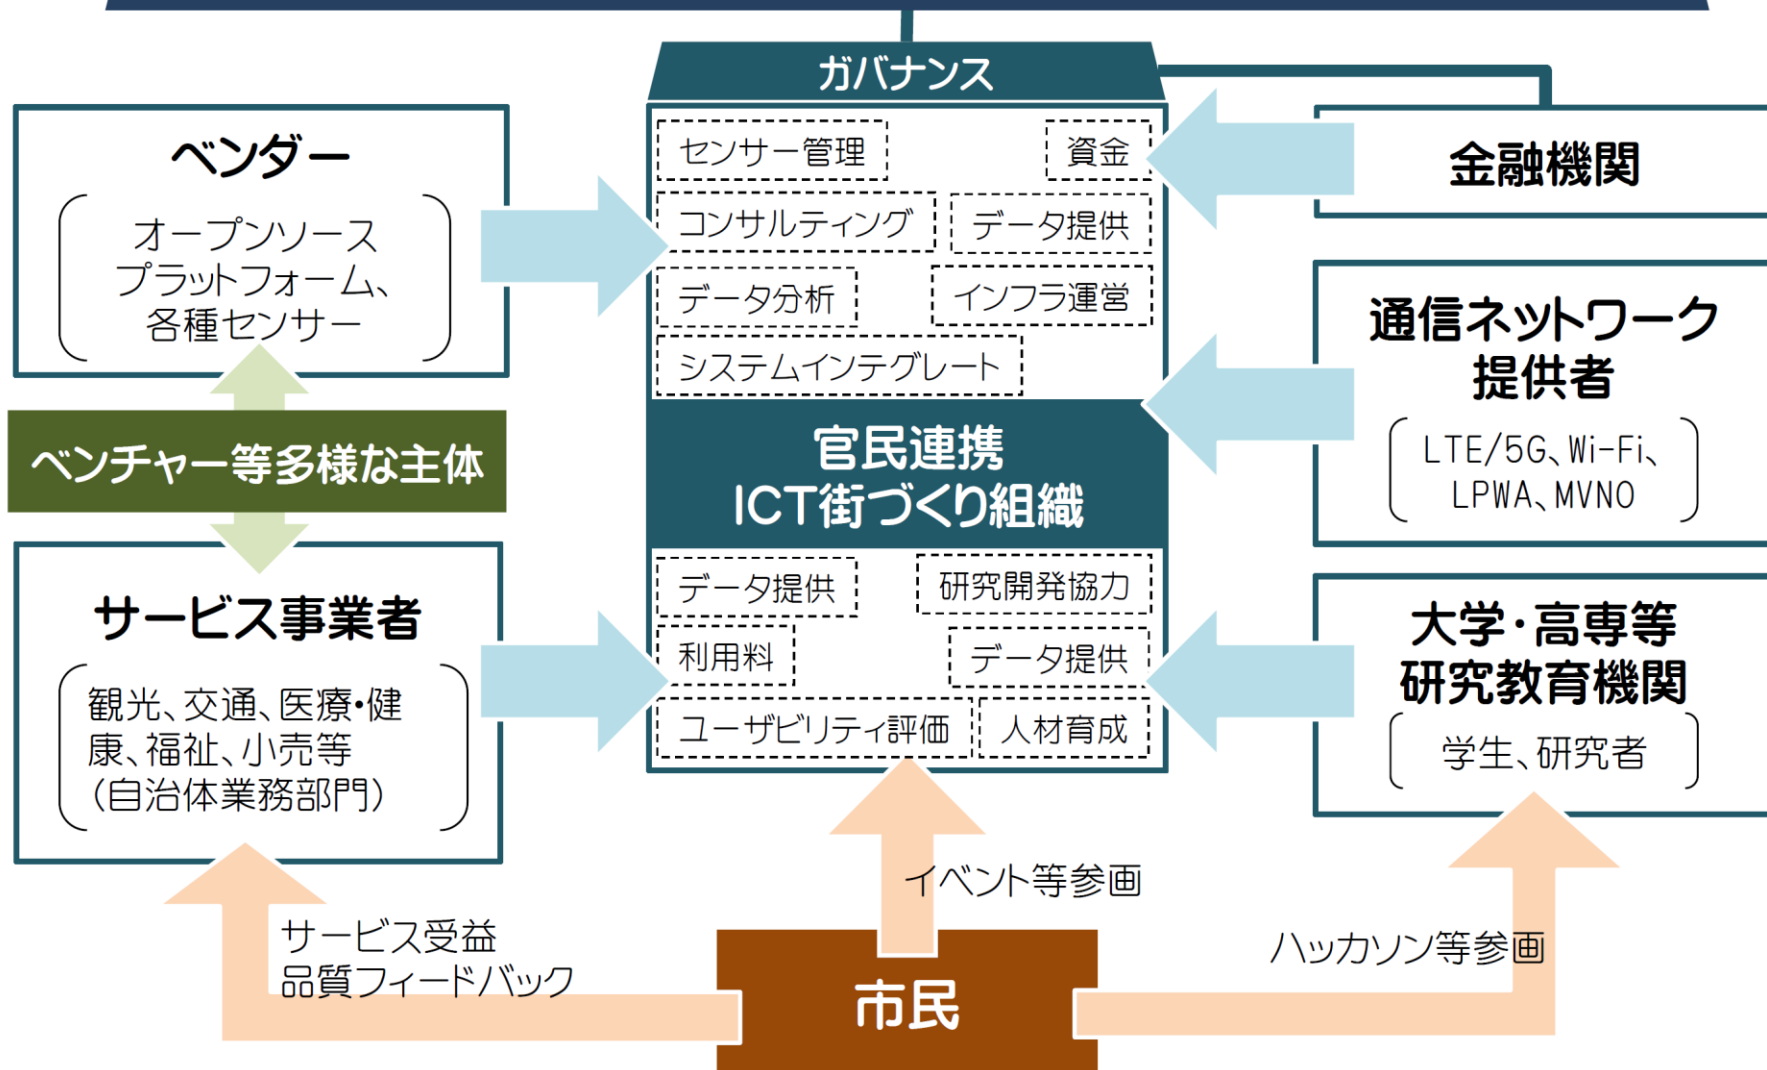 ガバナンス
ベンダー
オープンソース
プラットフォーム、
各種センサー
ベンチャー等多様な主体
サービス事業者
観光、交通、医療・健
康、福祉、小売等
(自治体業務部門)
センサー管理
資金
コンサルティング
データ提供
データ分析
インフラ運営
システムインテグレート
官民連携
ICT街づくり組織
データ提供
研究開発協力
利用料
データ提供
ユーザビリティ評価
人材育成
金融機関
通信ネットワーク
提供者
LTE/5G、Wi-Fi、
LPWA、MVNO
大学・高専等
研究教育機関
学生、研究者
サービス受益
品質フィードバック
イベント等参画
ハッカソン等参画
市民